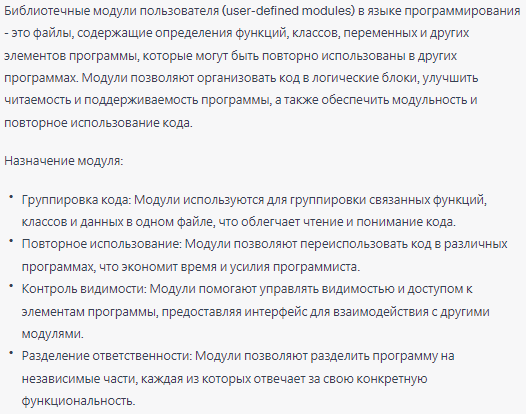 Библиотечные модули пользователя (user-defined modules) в языке программирования
- это файлы, содержащие определения функций, классов, переменных и других
элементов программы, которые могут быть повторно использованы в других
программах. Модули позволяют организовать код в логические блоки, улучшить
читаемость и поддерживаемость программы, а также обеспечить модульность и
повторное использование кода.
Назначение модуля:
• Группировка кода: Модули используются для группировки связанных функций,
классов и данных в одном файле, что облегчает чтение и понимание кода.
• Повторное использование: Модули позволяют переиспользовать код в различных
программах, что экономит время и усилия программиста.
• Контроль видимости: Модули помогают управлять видимостью и доступом к
элементам программы, предоставляя интерфейс для взаимодействия с другими
модулями.
• Разделение ответственности: Модули позволяют разделить программу на
независимые части, каждая из которых отвечает за свою конкретную
функциональность.